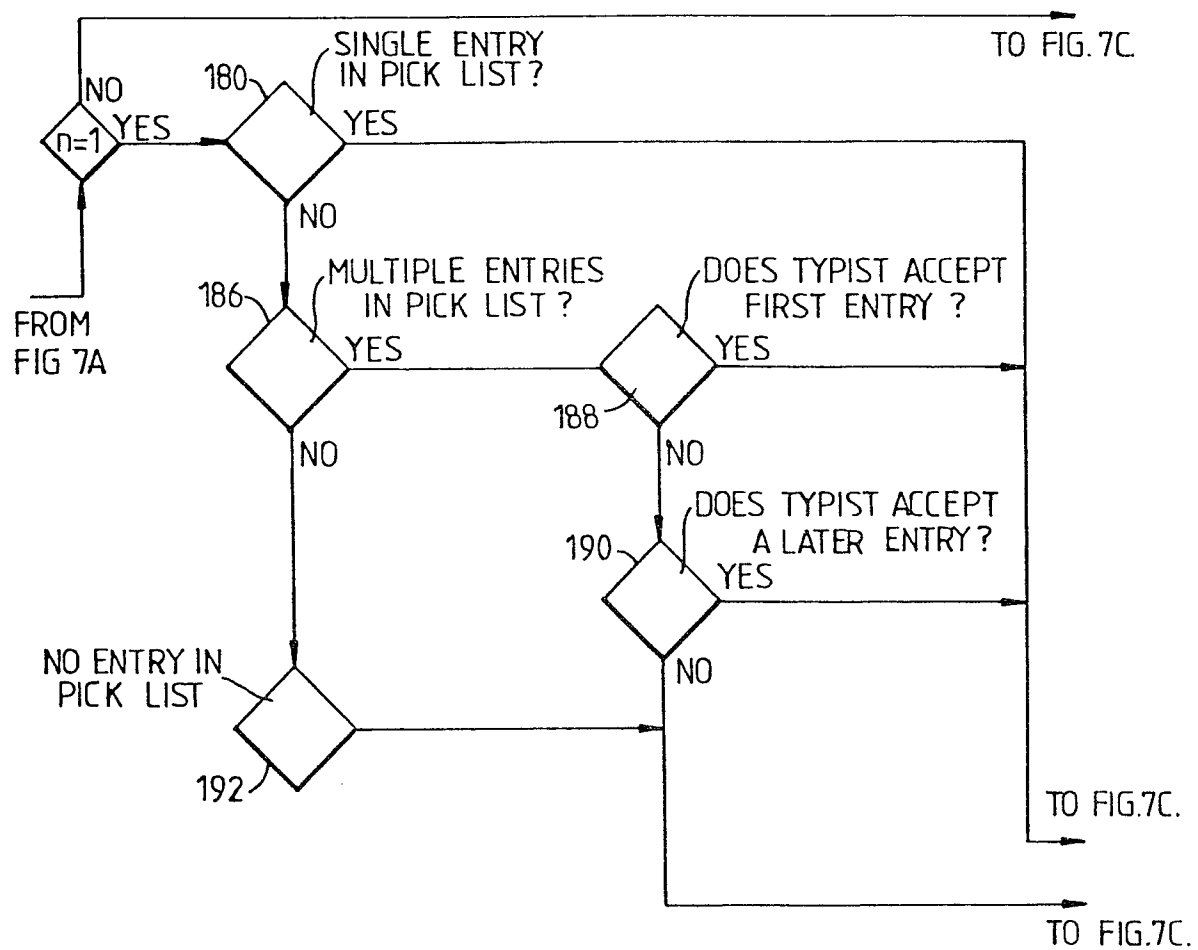 TO FIG. 7C.
SINGLE ENTRY
IN PICK LIST ?
180
NO
n=1
YES
YES
NO
FROM
FIG 7A
MULTIPLE ENTRIES
IN PICK LIST ?
186
YES
NO
DOES TYPIST ACCEPT
FIRST ENTRY ?
188
YES
NO
DOES TYPIST ACCEPT
A LATER ENTRY ?
190
YES
NO
NO ENTRY IN
PICK LIST
192
TO FIG.7C.
TO FIG.7C.